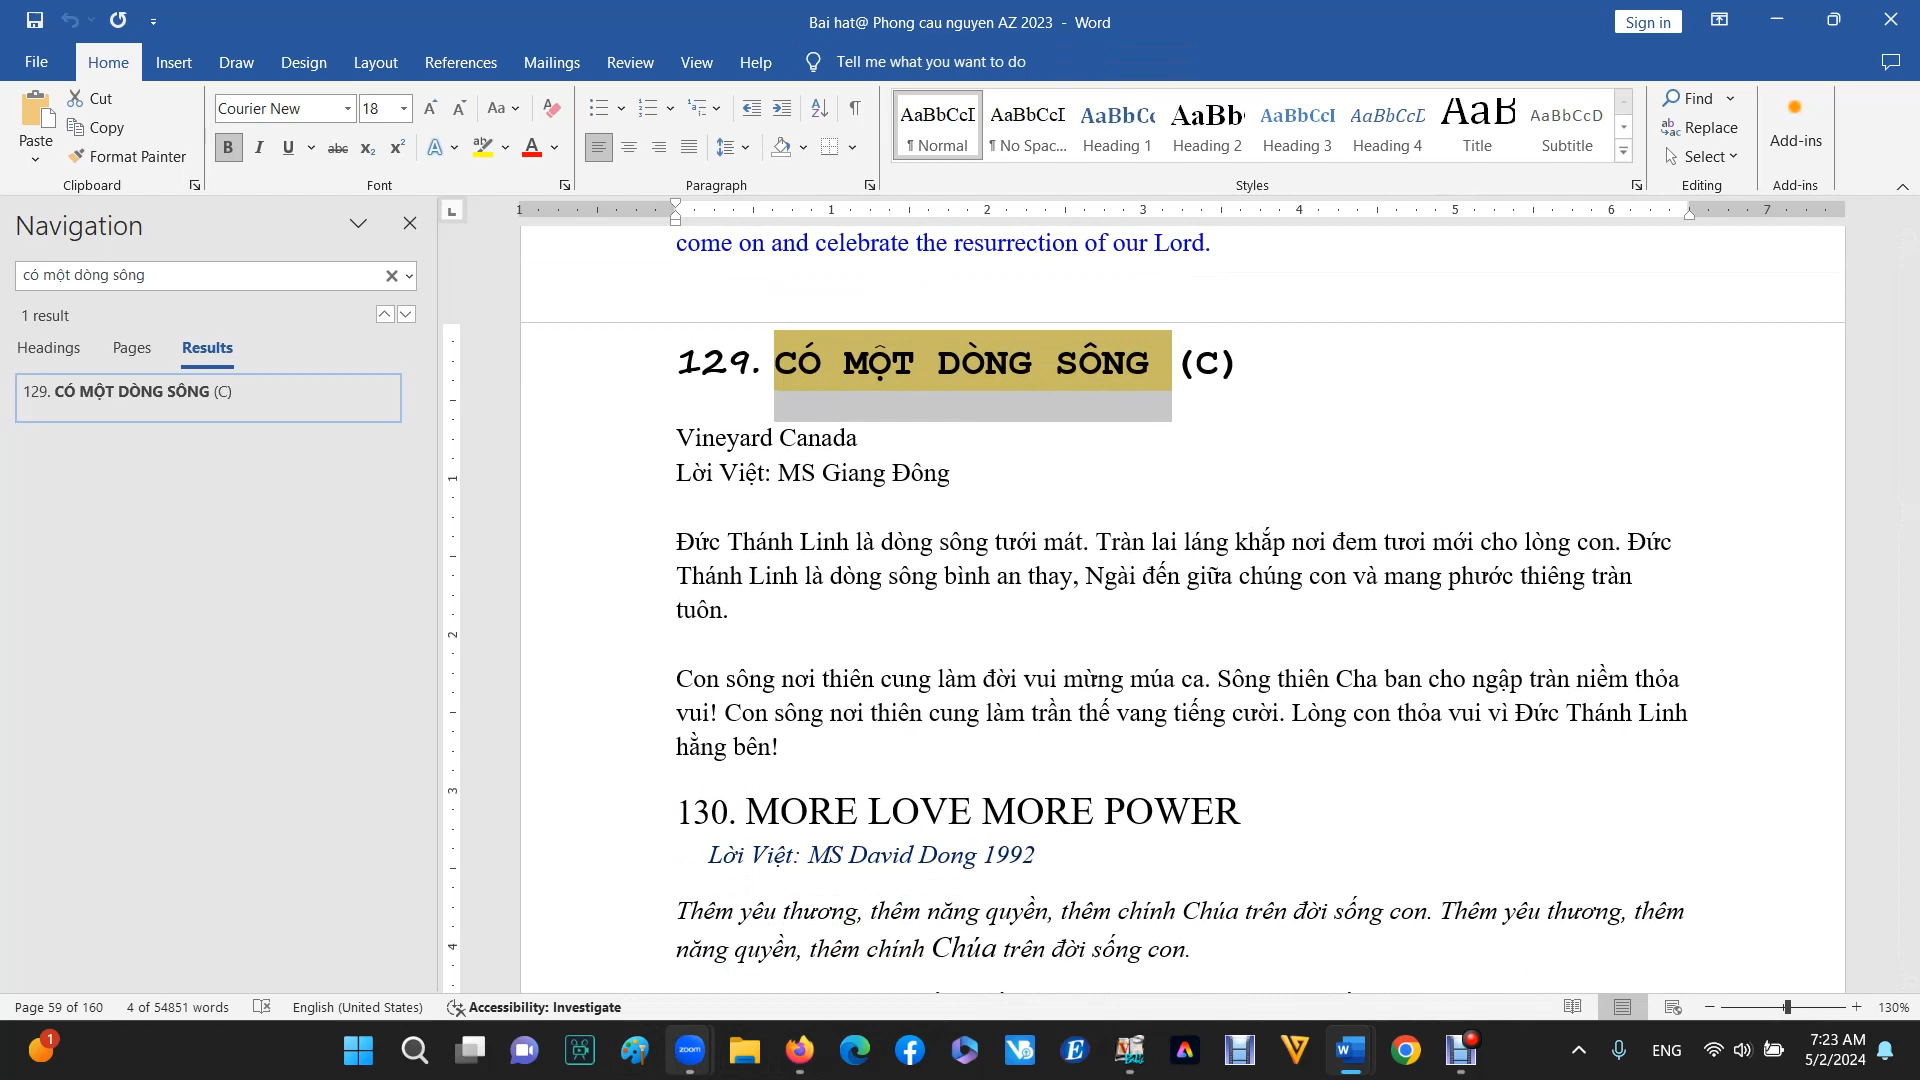 Bai hat@ Phong cau nguyen AZ 2023 - Word
Sign in
File Home Insert Draw Design Layout References Mailings Review View Help Tell me what you want to do
Paste
Cut
Copy
Format Painter
Clipboard
Courier New 18
Font
Paragraph
AaBbCcI AaBbCcI AaBbCc AaBb AaBbCcI AaBbCcD AaB AaBbCcD
¶ Normal ¶ No Spac... Heading 1 Heading 2 Heading 3 Heading 4 Title Subtitle
Styles
Find
Replace
Select
Editing
Add-ins
Add-ins
Navigation
có một dòng sông
1 result
Headings Pages Results
129. CÓ MỘT DÒNG SÔNG (C)
1 1 2 3 4 5 6 7
come on and celebrate the resurrection of our Lord.
129. CÓ MỘT DÒNG SÔNG (C)
Vineyard Canada
Lời Việt: MS Giang Đông
Đức Thánh Linh là dòng sông tưới mát. Tràn lai láng khắp nơi đem tươi mới cho lòng con. Đức
Thánh Linh là dòng sông bình an thay, Ngài đến giữa chúng con và mang phước thiêng tràn
tuôn.
Con sông nơi thiên cung làm đời vui mừng múa ca. Sông thiên Cha ban cho ngập tràn niềm thỏa
vui! Con sông nơi thiên cung làm trần thế vang tiếng cười. Lòng con thỏa vui vì Đức Thánh Linh
hằng bên!
130. MORE LOVE MORE POWER
Lời Việt: MS David Dong 1992
Thêm yêu thương, thêm năng quyền, thêm chính Chúa trên đời sống con. Thêm yêu thương, thêm
năng quyền, thêm chính Chúa trên đời sống con.
Page 59 of 160 4 of 54851 words English (United States) Accessibility: Investigate 130%
1 zoom ENG 7:23 AM
5/2/2024